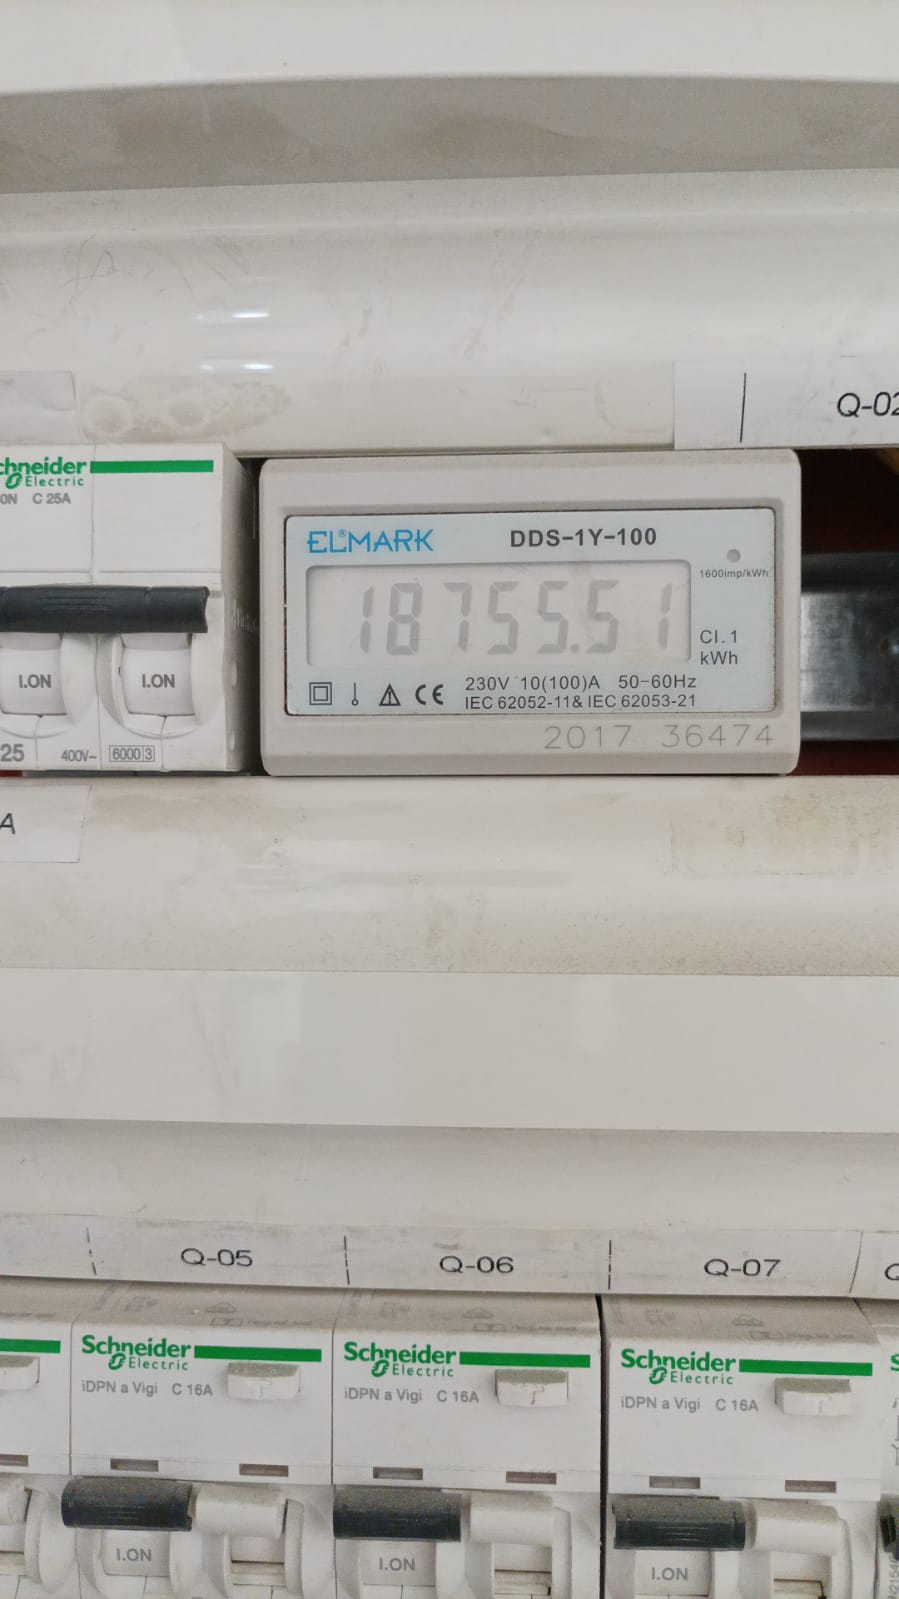 Q-02
Schneider
Electric
C 25A
I.ON
I.ON
25
400V~
6000 3
A
ELMARK
DDS-1Y-100
18755.51
1600imp/kWh
Cl.1
kWh
CE
230V 10(100)A 50-60Hz
IEC 62052-11& IEC 62053-21
2017 36474
Q-05
Q-06
Q-07
Schneider
Electric
iDPN a Vigi C 16A
I.ON
Schneider
Electric
iDPN a Vigi C 16A
I.ON
Schneider
Electric
iDPN a Vigi C 16A
I.ON